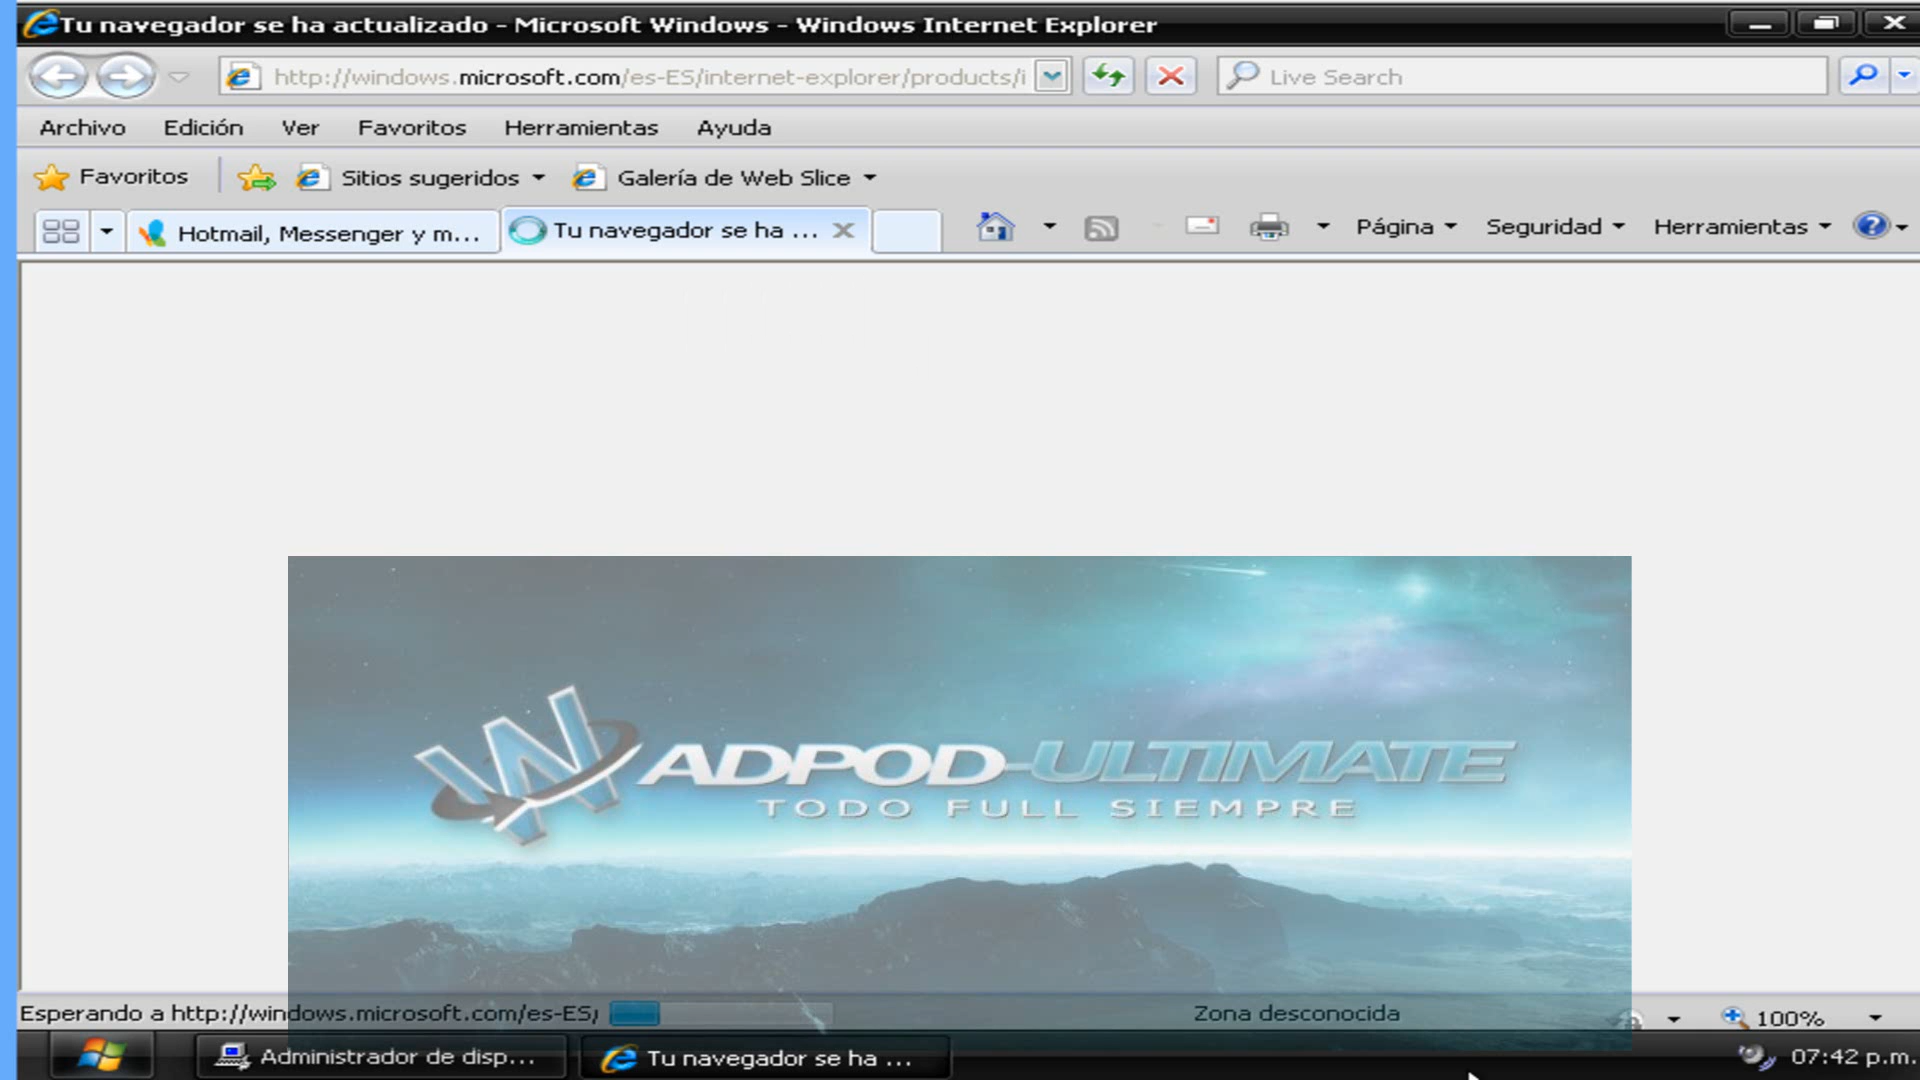 Tu navegador se ha actualizado - Microsoft Windows - Windows Internet Explorer
http://windows.microsoft.com/es-ES/internet-explorer/products/i
Live Search
Archivo Edición Ver Favoritos Herramientas Ayuda
Favoritos Sitios sugeridos Galería de Web Slice
Hotmail, Messenger y m... Tu navegador se ha ... Página Seguridad Herramientas
WADPOD-ULTIMATE
TODO FULL SIEMPRE
Esperando a http://windows.microsoft.com/es-ES/ Zona desconocida 100%
Administrador de disp... Tu navegador se ha ... 07:42 p.m.